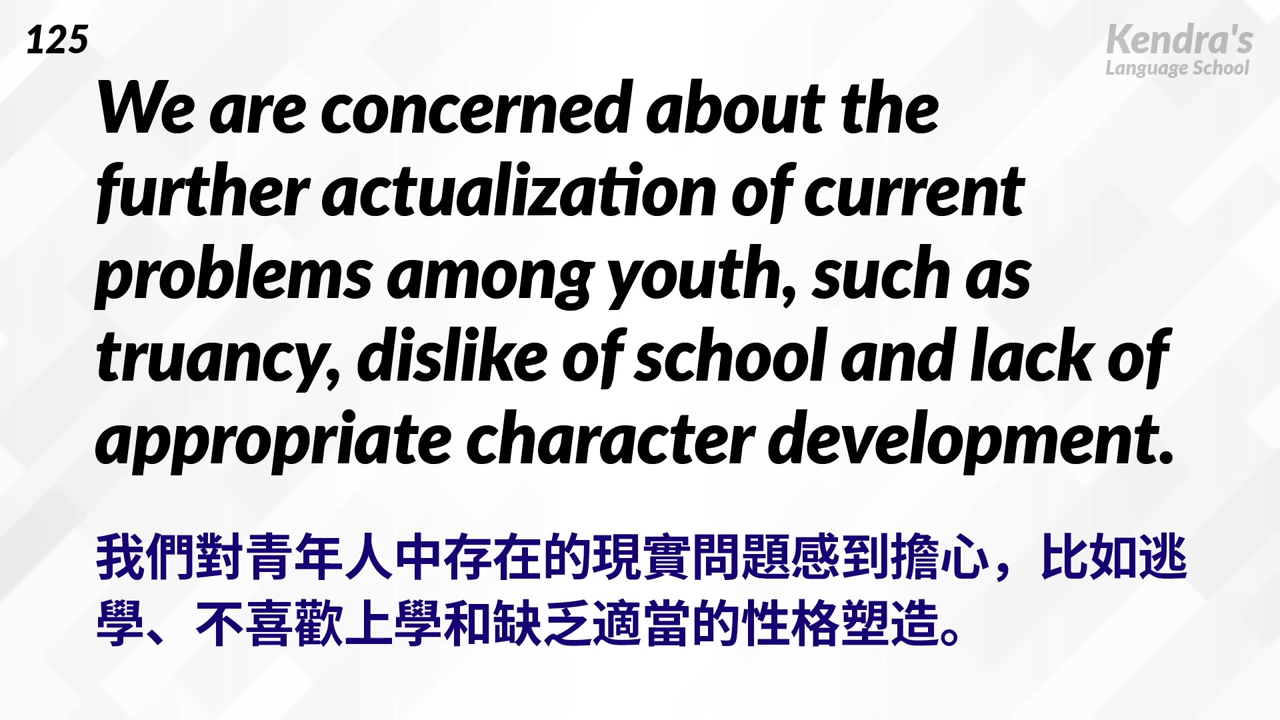 125
Kendra's
Language School
We are concerned about the
further actualization of current
problems among youth, such as
truancy, dislike of school and lack of
appropriate character development.
我們對青年人中存在的現實問題感到擔心，比如逃
學、不喜歡上學和缺乏適當的性格塑造。